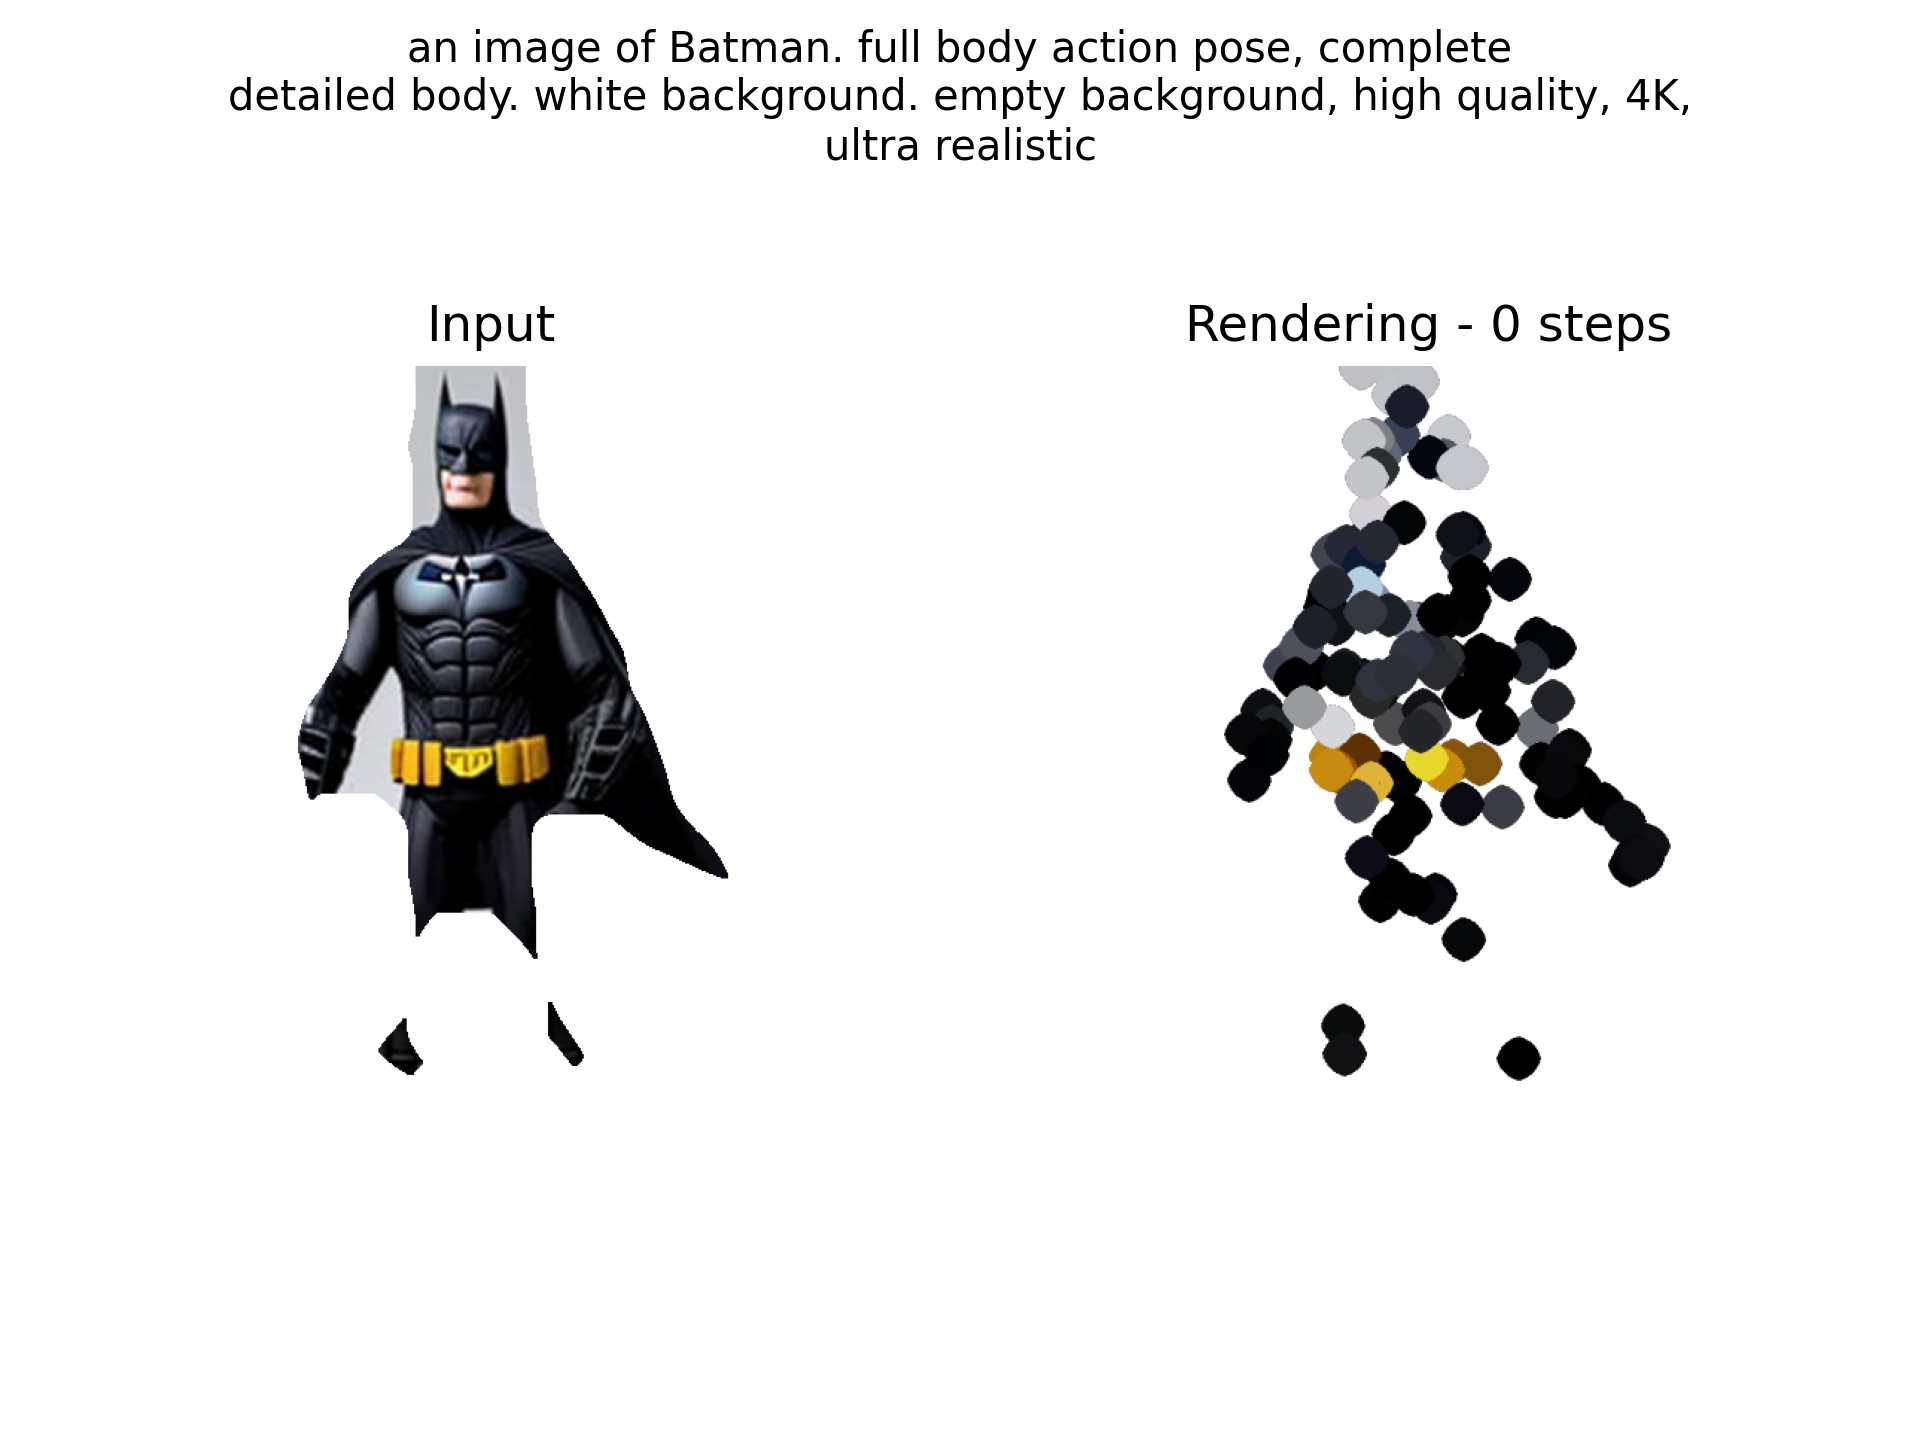 an image of Batman. full body action pose, complete
detailed body. white background. empty background, high quality, 4K,
ultra realistic
Input
Rendering - 0 steps